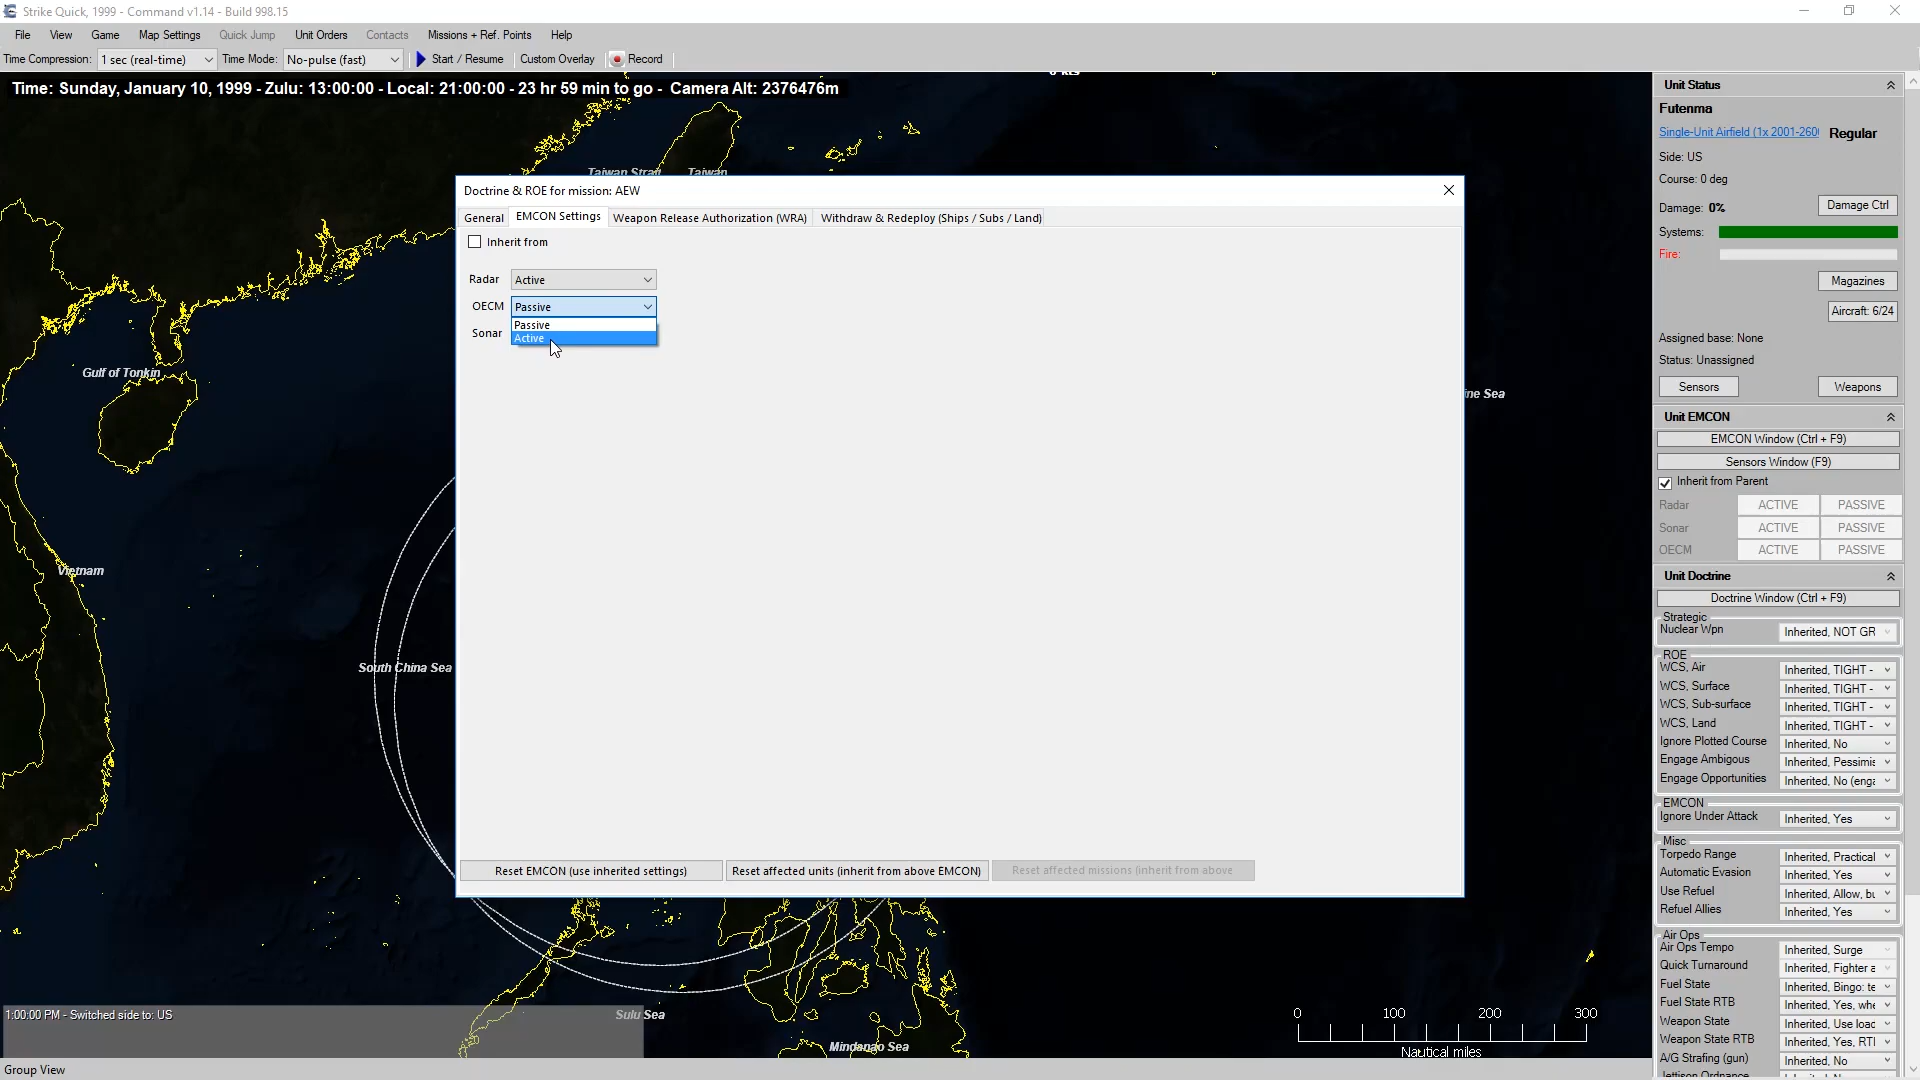 Strike Quick, 1999 - Command v1.14 - Build 998.15
File View Game Map Settings Quick Jump Unit Orders Contacts Missions + Ref. Points Help
Time Compression: 1 sec (real-time) Time Mode: No-pulse (fast) Start / Resume Custom Overlay Record
Time: Sunday, January 10, 1999 - Zulu: 13:00:00 - Local: 21:00:00 - 23 hr 59 min to go - Camera Alt: 2376476m
0 kts
Taiwan Strait Taiwan
Gulf of Tonkin
Vietnam
South China Sea
ine Sea
Sulu Sea
Mindanao Sea
Doctrine & ROE for mission: AEW
General EMCON Settings Weapon Release Authorization (WRA) Withdraw & Redeploy (Ships / Subs / Land)
Inherit from
Radar Active
OECM Passive
Passive
Sonar Active
Reset EMCON (use inherited settings) Reset affected units (inherit from above EMCON) Reset affected missions (inherit from above
0 100 200 300
Nautical miles
1:00:00 PM - Switched side to: US
Group View
Unit Status
Futenma
Single-Unit Airfield (1x 2001-260 Regular
Side: US
Course: 0 deg
Damage: 0% Damage Ctrl
Systems:
Fire:
Magazines
Aircraft: 6/24
Assigned base: None
Status: Unassigned
Sensors Weapons
Unit EMCON
EMCON Window (Ctrl + F9)
Sensors Window (F9)
Inherit from Parent
Radar ACTIVE PASSIVE
Sonar ACTIVE PASSIVE
OECM ACTIVE PASSIVE
Unit Doctrine
Doctrine Window (Ctrl + F9)
Strategic
Nuclear Wpn Inherited, NOT GR
ROE
WCS, Air Inherited, TIGHT -
WCS, Surface Inherited, TIGHT -
WCS, Sub-surface Inherited, TIGHT -
WCS, Land Inherited, TIGHT -
Ignore Plotted Course Inherited, No
Engage Ambigous Inherited, Pessimis
Engage Opportunities Inherited, No (enga
EMCON
Ignore Under Attack Inherited, Yes
Misc
Torpedo Range Inherited, Practical
Automatic Evasion Inherited, Yes
Use Refuel Inherited, Allow, bu
Refuel Allies Inherited, Yes
Air Ops
Air Ops Tempo Inherited, Surge
Quick Turnaround Inherited, Fighter a
Fuel State Inherited, Bingo: te
Fuel State RTB Inherited, Yes, whe
Weapon State Inherited, Use loac
Weapon State RTB Inherited, Yes, RTI
A/G Strafing (gun) Inherited, No
Jettison Ordnance